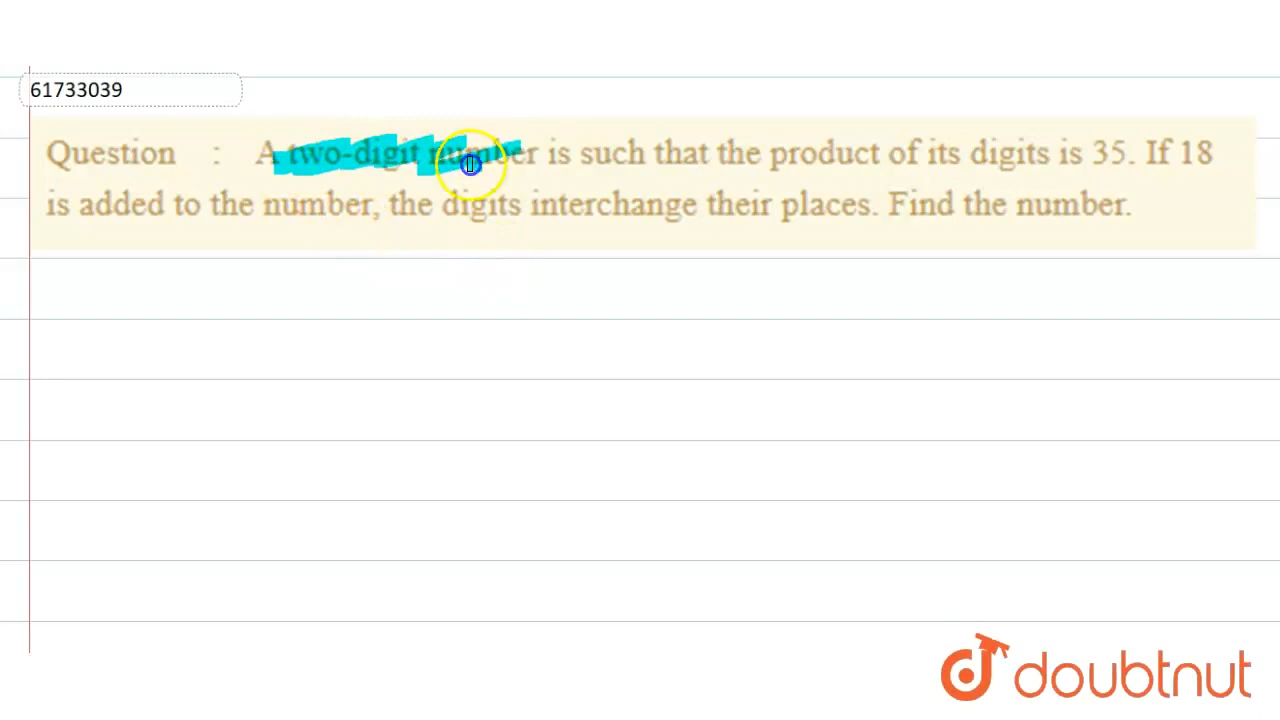 61733039
Question : A two-digit number is such that the product of its digits is 35. If 18
is added to the number, the digits interchange their places. Find the number.
doubtnut